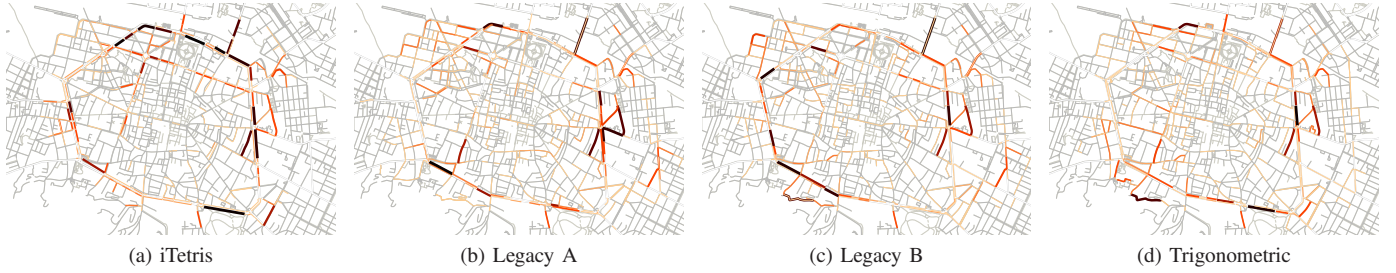 (a) iTetris
(b) Legacy A
(c) Legacy B
(d) Trigonometric